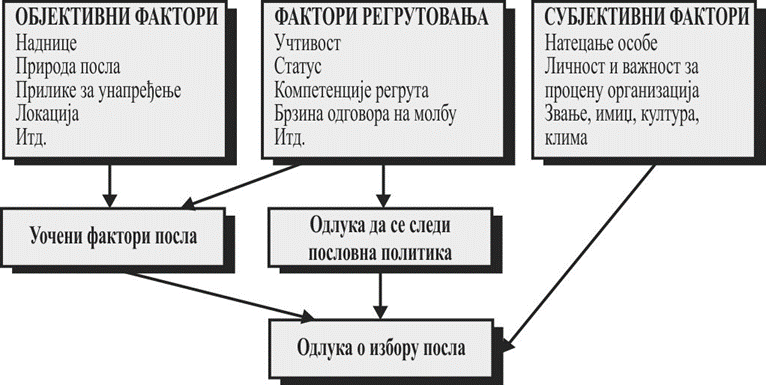 ОБЈЕКТИВНИ ФАКТОРИ
Наднице
Природа посла
Прилике за унапређење
Локација
Итд.
ФАКТОРИ РЕГРУТОВАЊА
Учтивост
Статус
Компетенције регрута
Брзина одговора на молбу
Итд.
СУБЈЕКТИВНИ ФАКТОРИ
Натецање особе
Личност и важност за
процену организација
Звање, имиџ, култура,
клима
Уочени фактори посла
Одлука да се следи
пословна политика
Одлука о избору посла